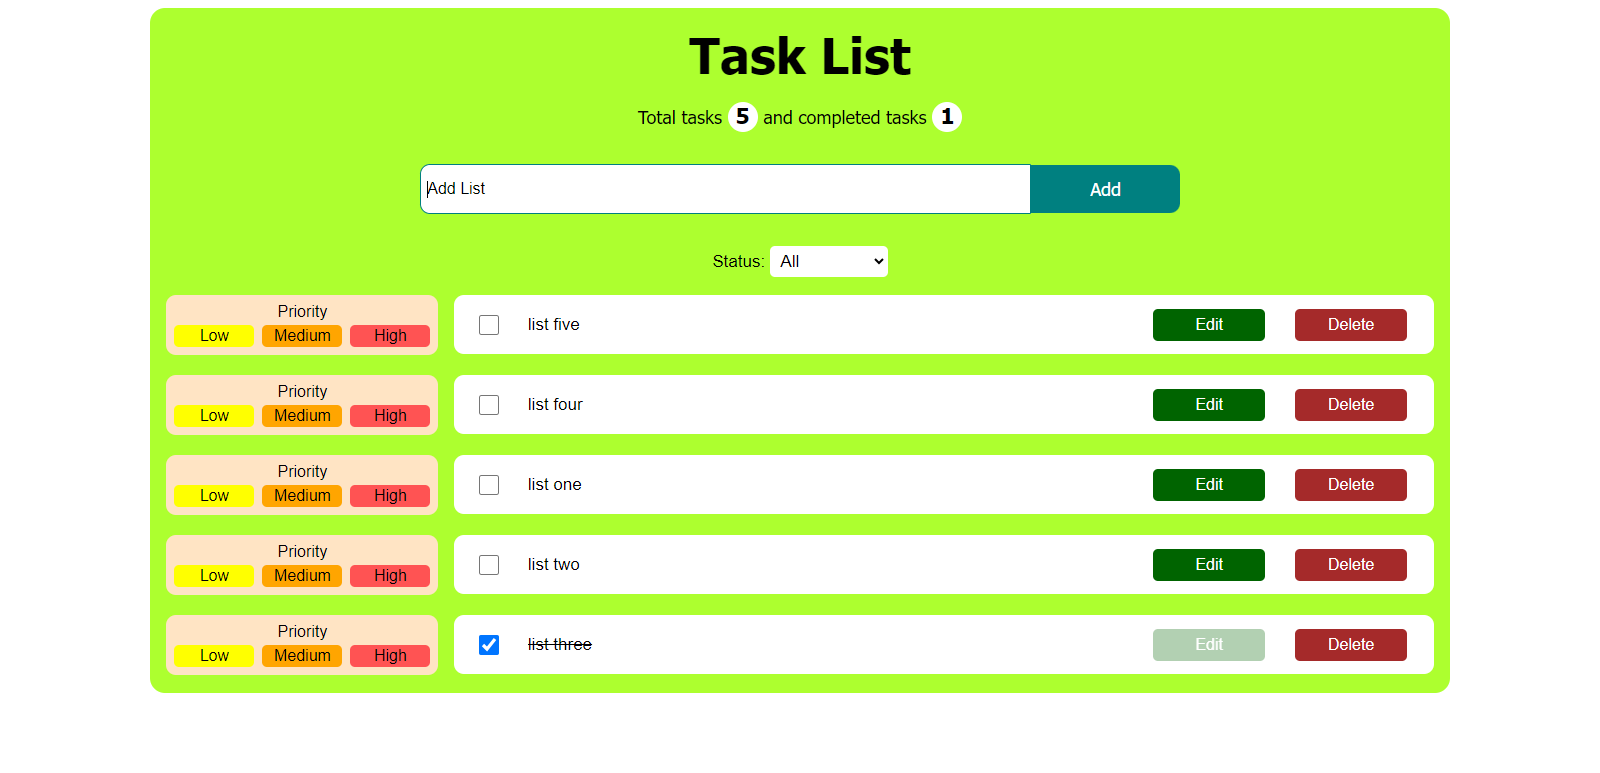 Task List
Total tasks 5 and completed tasks 1
Add List Add
Status: All
Priority
Low Medium High list five Edit Delete
Priority
Low Medium High list four Edit Delete
Priority
Low Medium High list one Edit Delete
Priority
Low Medium High list two Edit Delete
Priority
Low Medium High list three Edit Delete